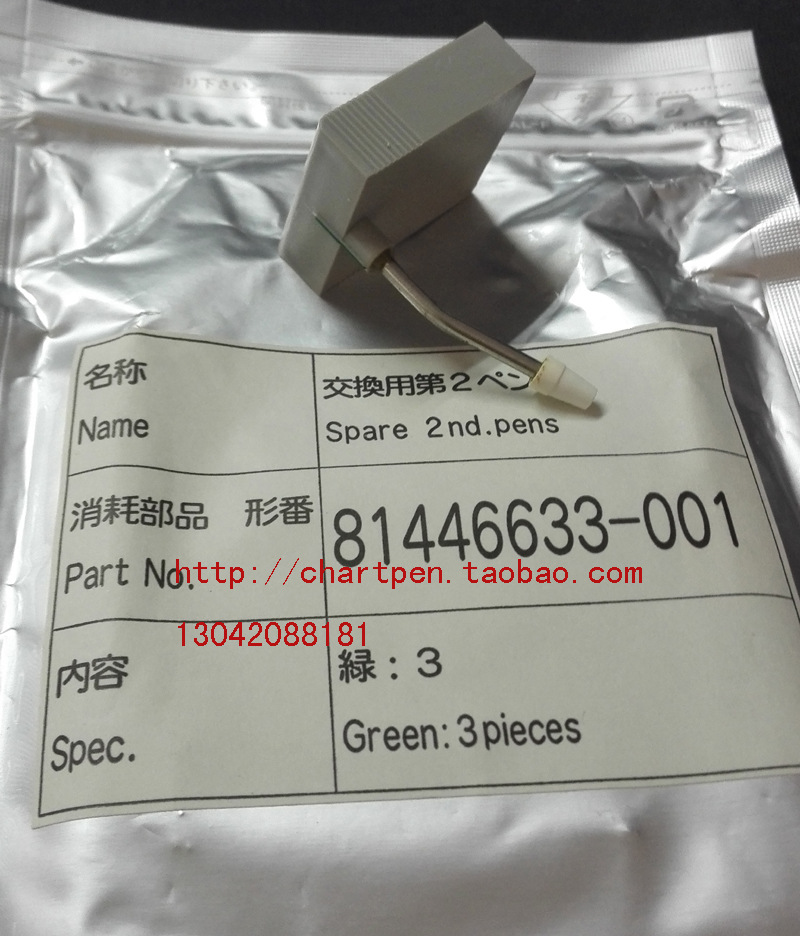 名称
交換用第2ペン
Name
Spare 2nd.pens
消耗部品 形番
81446633-001
Part No.
http://chartpen.taobao.com
13042088181
内容
緑:3
Spec.
Green:3pieces